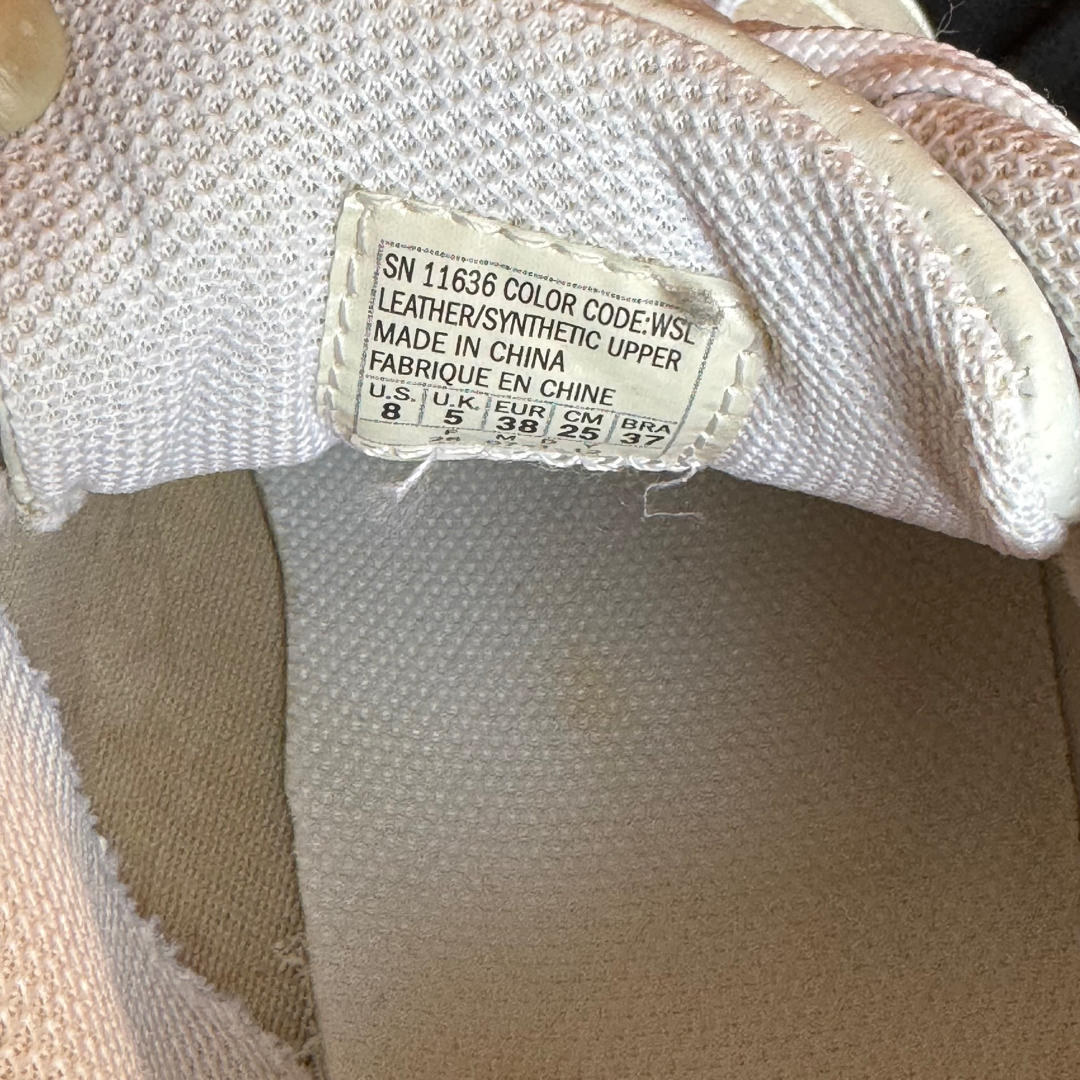 SN 11636 COLOR CODE:WSL
LEATHER/SYNTHETIC UPPER
MADE IN CHINA
FABRIQUE EN CHINE
U.S. U.K. EUR CM BRA
8 5 38 25 37